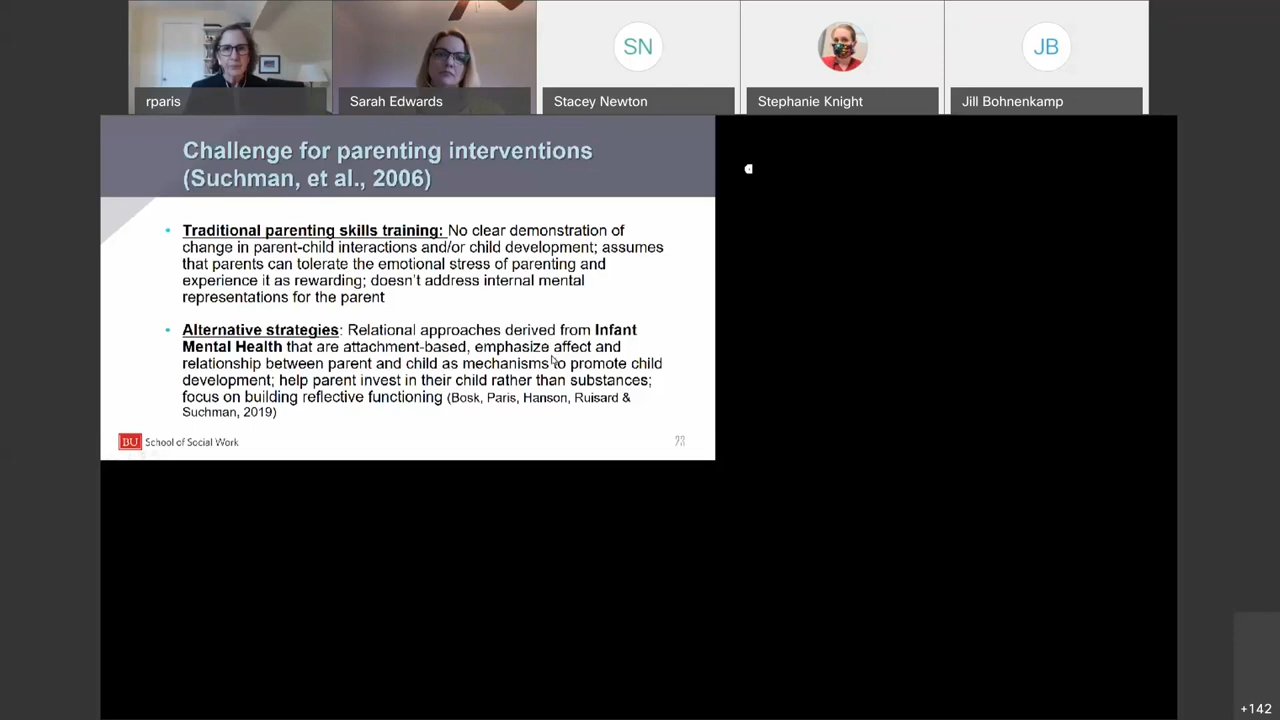 SN
JB
rparis
Sarah Edwards
Stacey Newton
Stephanie Knight
Jill Bohnenkamp
Challenge for parenting interventions
(Suchman, et al., 2006)
• Traditional parenting skills training: No clear demonstration of
change in parent-child interactions and/or child development; assumes
that parents can tolerate the emotional stress of parenting and
experience it as rewarding; doesn't address internal mental
representations for the parent
• Alternative strategies: Relational approaches derived from Infant
Mental Health that are attachment-based, emphasize affect and
relationship between parent and child as mechanisms to promote child
development; help parent invest in their child rather than substances;
focus on building reflective functioning (Bosk, Paris, Hanson, Ruisard &
Suchman, 2019)
BU School of Social Work
+142